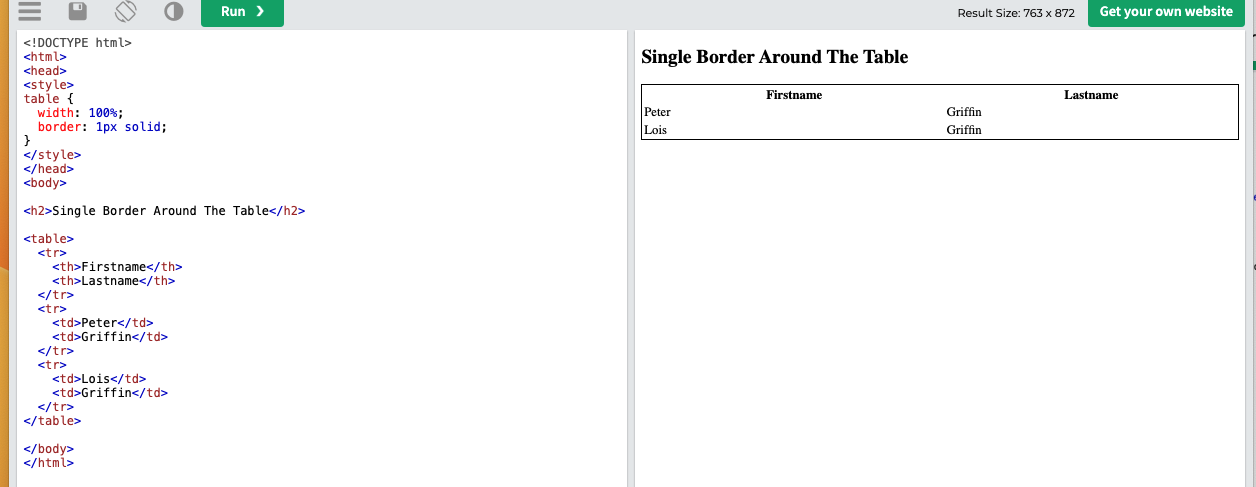 Run ❯
Result Size: 763 x 872
Get your own website
<!DOCTYPE html>
<html>
<head>
<style>
table {
  width: 100%;
  border: 1px solid;
}
</style>
</head>
<body>

<h2>Single Border Around The Table</h2>

<table>
  <tr>
    <th>Firstname</th>
    <th>Lastname</th>
  </tr>
  <tr>
    <td>Peter</td>
    <td>Griffin</td>
  </tr>
  <tr>
    <td>Lois</td>
    <td>Griffin</td>
  </tr>
</table>

</body>
</html>
Single Border Around The Table
Firstname Lastname
Peter Griffin
Lois Griffin